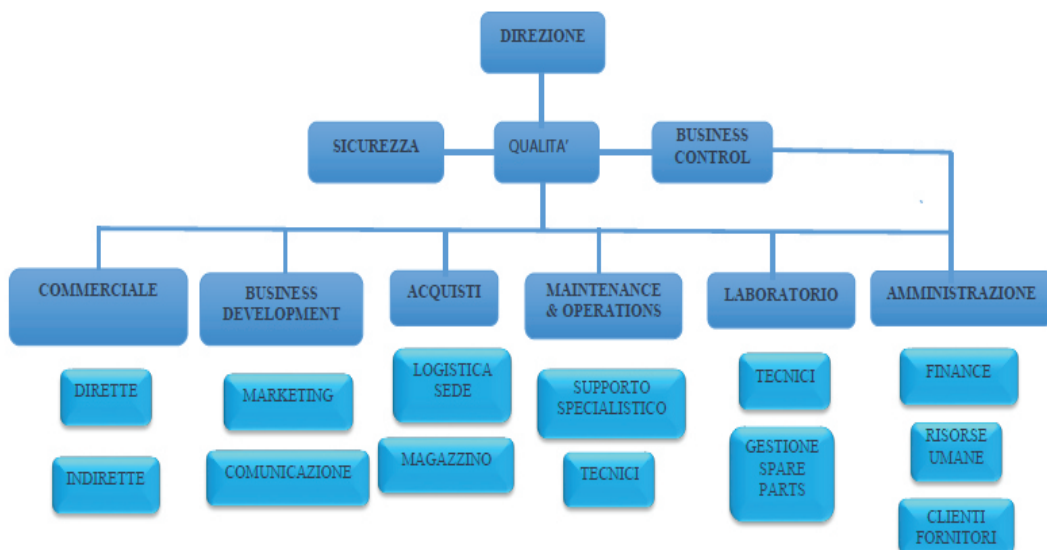 DIREZIONE
SICUREZZA
QUALITA'
BUSINESS
CONTROL
COMMERCIALE
BUSINESS
DEVELOPMENT
ACQUISTI
MAINTENANCE
& OPERATIONS
LABORATORIO
AMMINISTRAZIONE
DIRETTE
INDIRETTE
MARKETING
COMUNICAZIONE
LOGISTICA
SEDE
MAGAZZINO
SUPPORTO
SPECIALISTICO
TECNICI
TECNICI
GESTIONE
SPARE
PARTS
FINANCE
RISORSE
UMANE
CLIENTI
FORNITORI